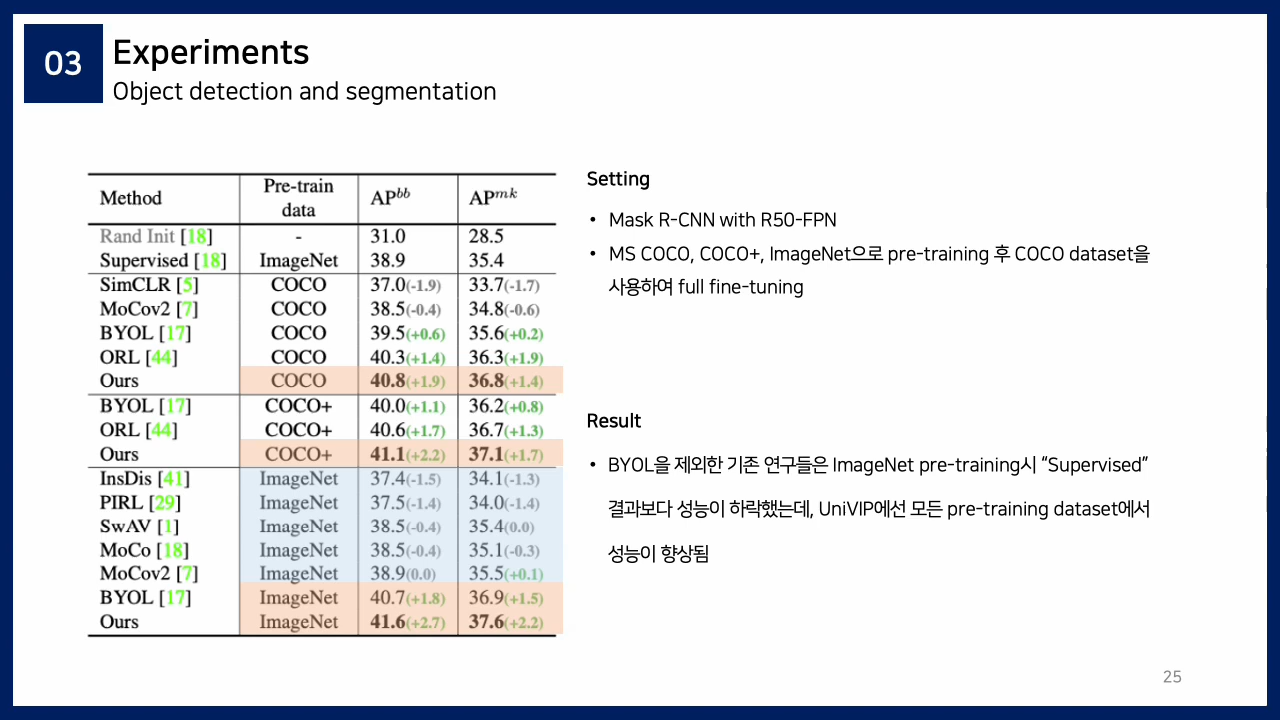 03
Experiments
Object detection and segmentation
Method Pre-train data AP^bb AP^mk
Rand Init [18] - 31.0 28.5
Supervised [18] ImageNet 38.9 35.4
SimCLR [5] COCO 37.0(-1.9) 33.7(-1.7)
MoCov2 [7] COCO 38.5(-0.4) 34.8(-0.6)
BYOL [17] COCO 39.5(+0.6) 35.6(+0.2)
ORL [44] COCO 40.3(+1.4) 36.3(+1.9)
Ours COCO 40.8(+1.9) 36.8(+1.4)
BYOL [17] COCO+ 40.0(+1.1) 36.2(+0.8)
ORL [44] COCO+ 40.6(+1.7) 36.7(+1.3)
Ours COCO+ 41.1(+2.2) 37.1(+1.7)
InsDis [41] ImageNet 37.4(-1.5) 34.1(-1.3)
PIRL [29] ImageNet 37.5(-1.4) 34.0(-1.4)
SwAV [1] ImageNet 38.5(-0.4) 35.4(0.0)
MoCo [18] ImageNet 38.5(-0.4) 35.1(-0.3)
MoCov2 [7] ImageNet 38.9(0.0) 35.5(+0.1)
BYOL [17] ImageNet 40.7(+1.8) 36.9(+1.5)
Ours ImageNet 41.6(+2.7) 37.6(+2.2)
Setting
• Mask R-CNN with R50-FPN
• MS COCO, COCO+, ImageNet으로 pre-training 후 COCO dataset을
사용하여 full fine-tuning
Result
• BYOL을 제외한 기존 연구들은 ImageNet pre-training시 “Supervised”
결과보다 성능이 하락했는데, UniVIP에선 모든 pre-training dataset에서
성능이 향상됨
25